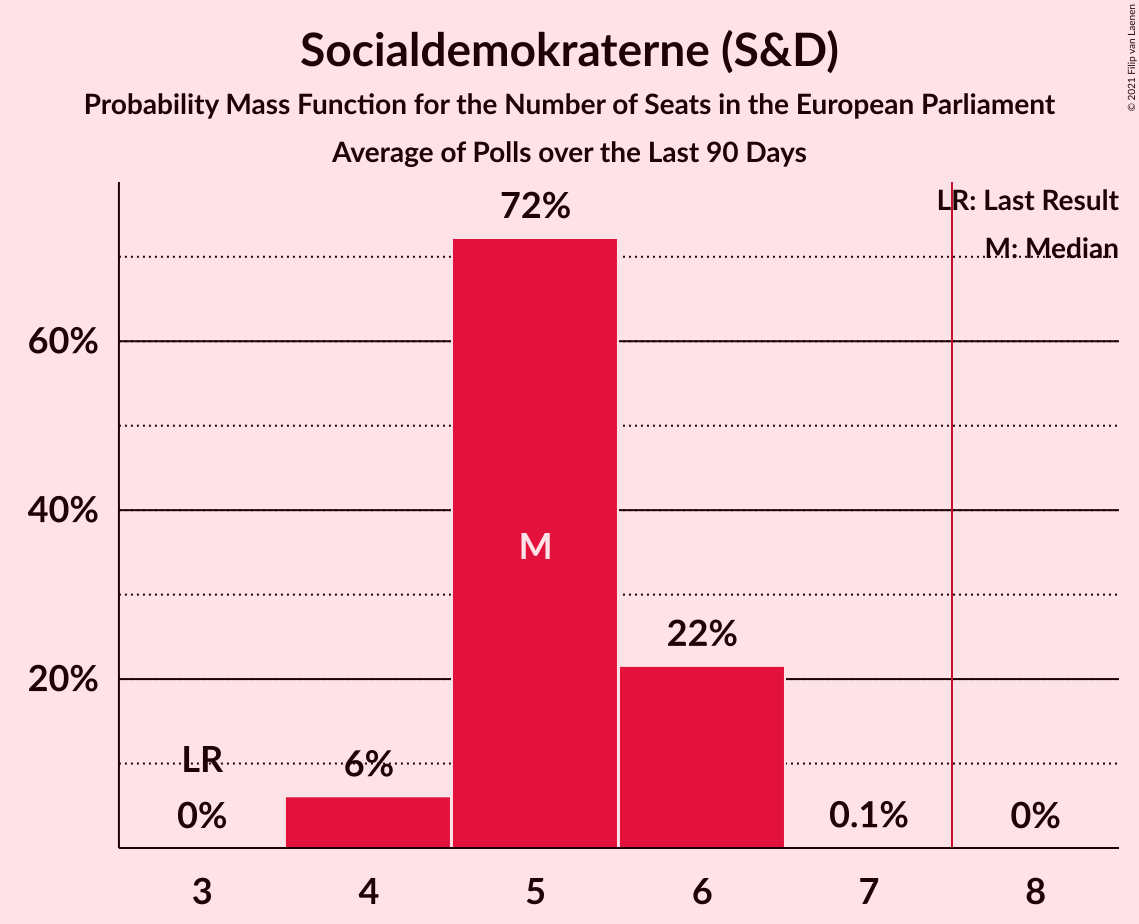 Socialdemokraterne (S&D)
Probability Mass Function for the Number of Seats in the European Parliament
Average of Polls over the Last 90 Days
© 2021 Filip van Laenen
LR: Last Result
M: Median
72%
60%
40%
M
22%
20%
LR
6%
0%
0.1%
0%
3 4 5 6 7 8